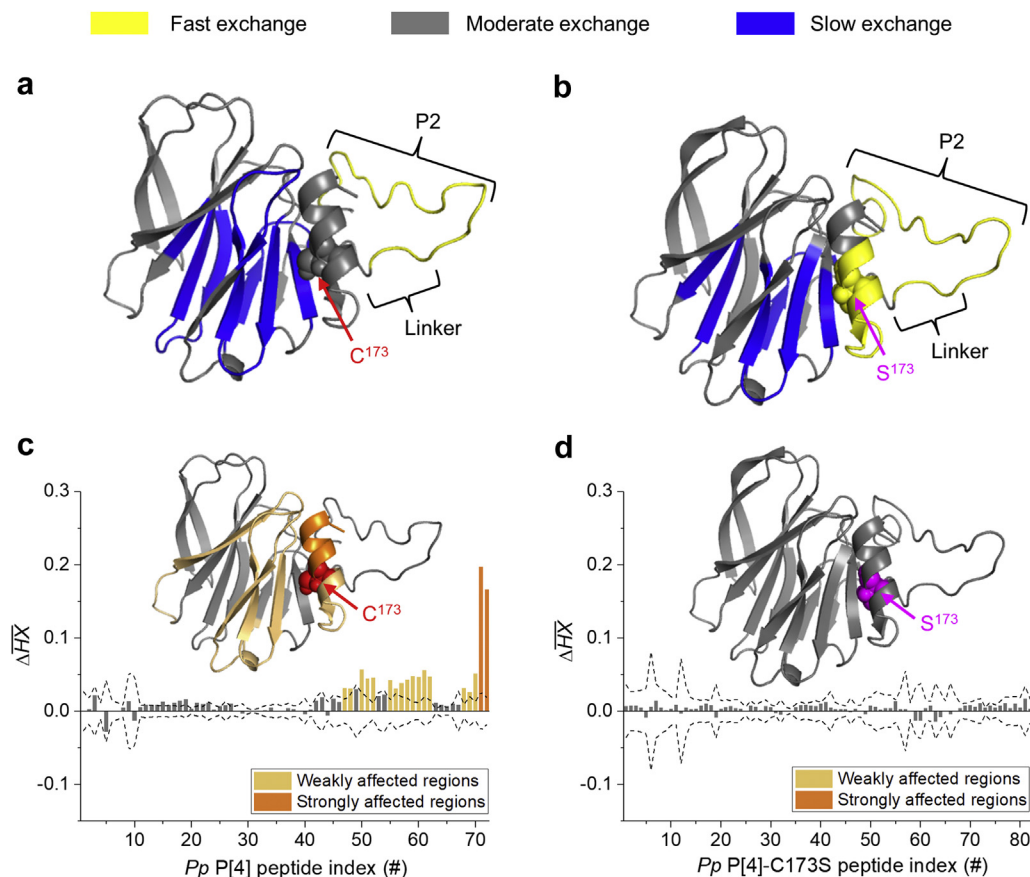 Fast exchange
Moderate exchange
Slow exchange
a
P2
Linker
C173
b
P2
Linker
S173
c
0.3
0.2
0.1
0.0
-0.1
ΔHX
C173
Weakly affected regions
Strongly affected regions
10 20 30 40 50 60 70
Pp P[4] peptide index (#)
d
0.3
0.2
0.1
0.0
-0.1
ΔHX
S173
Weakly affected regions
Strongly affected regions
10 20 30 40 50 60 70 80
Pp P[4]-C173S peptide index (#)